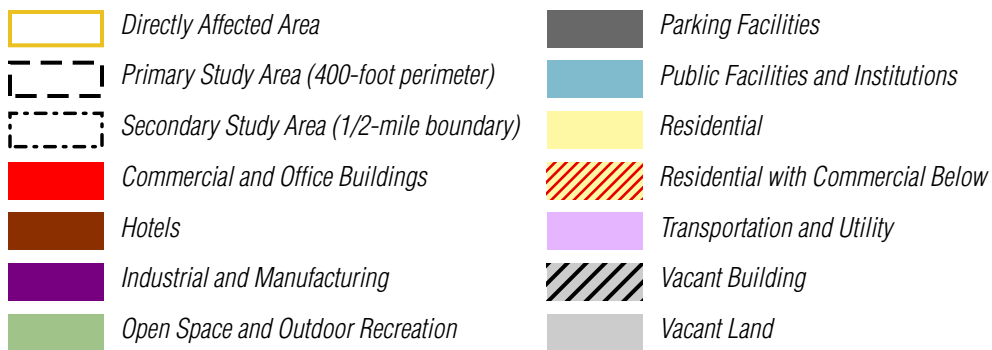 Directly Affected Area
Primary Study Area (400-foot perimeter)
Secondary Study Area (1/2-mile boundary)
Commercial and Office Buildings
Hotels
Industrial and Manufacturing
Open Space and Outdoor Recreation
Parking Facilities
Public Facilities and Institutions
Residential
Residential with Commercial Below
Transportation and Utility
Vacant Building
Vacant Land